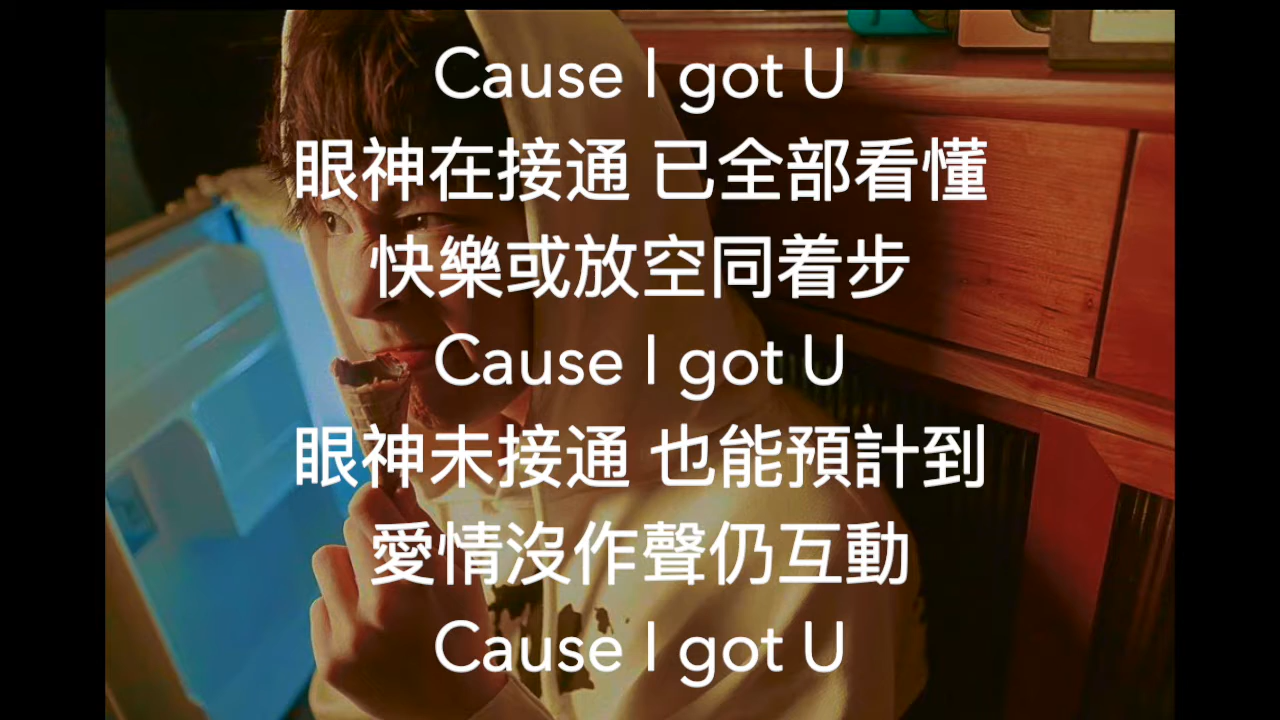 Cause I got U
眼神在接通 已全部看懂
快樂或放空同着步
Cause I got U
眼神未接通 也能預計到
愛情沒作聲仍互動
Cause I got U